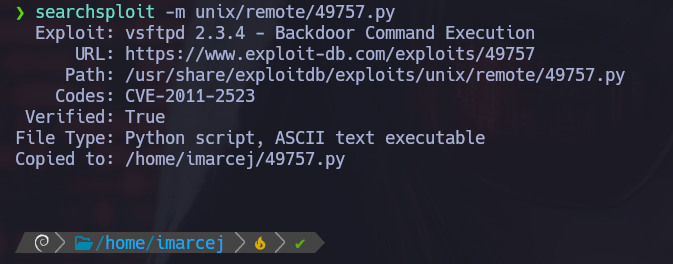 ❯ searchsploit -m unix/remote/49757.py
Exploit: vsftpd 2.3.4 - Backdoor Command Execution
URL: https://www.exploit-db.com/exploits/49757
Path: /usr/share/exploitdb/exploits/unix/remote/49757.py
Codes: CVE-2011-2523
Verified: True
File Type: Python script, ASCII text executable
Copied to: /home/imarcej/49757.py
/home/imarcej ✔